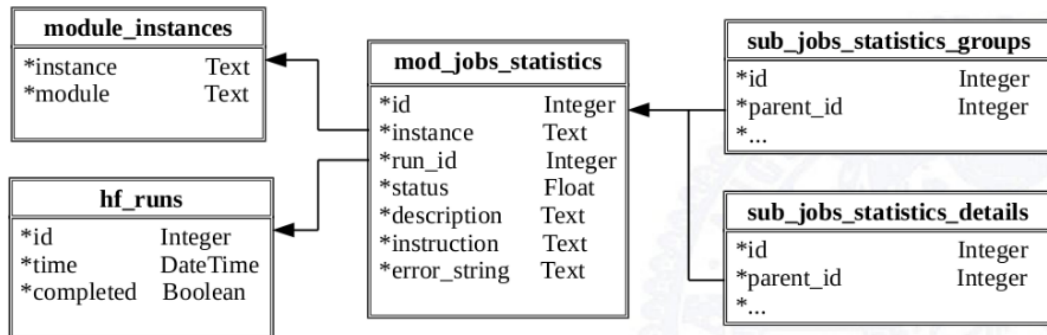 module_instances
*instance Text
*module Text
hf_runs
*id Integer
*time DateTime
*completed Boolean
mod_jobs_statistics
*id Integer
*instance Text
*run_id Integer
*status Float
*description Text
*instruction Text
*error_string Text
sub_jobs_statistics_groups
*id Integer
*parent_id Integer
*...
sub_jobs_statistics_details
*id Integer
*parent_id Integer
*...